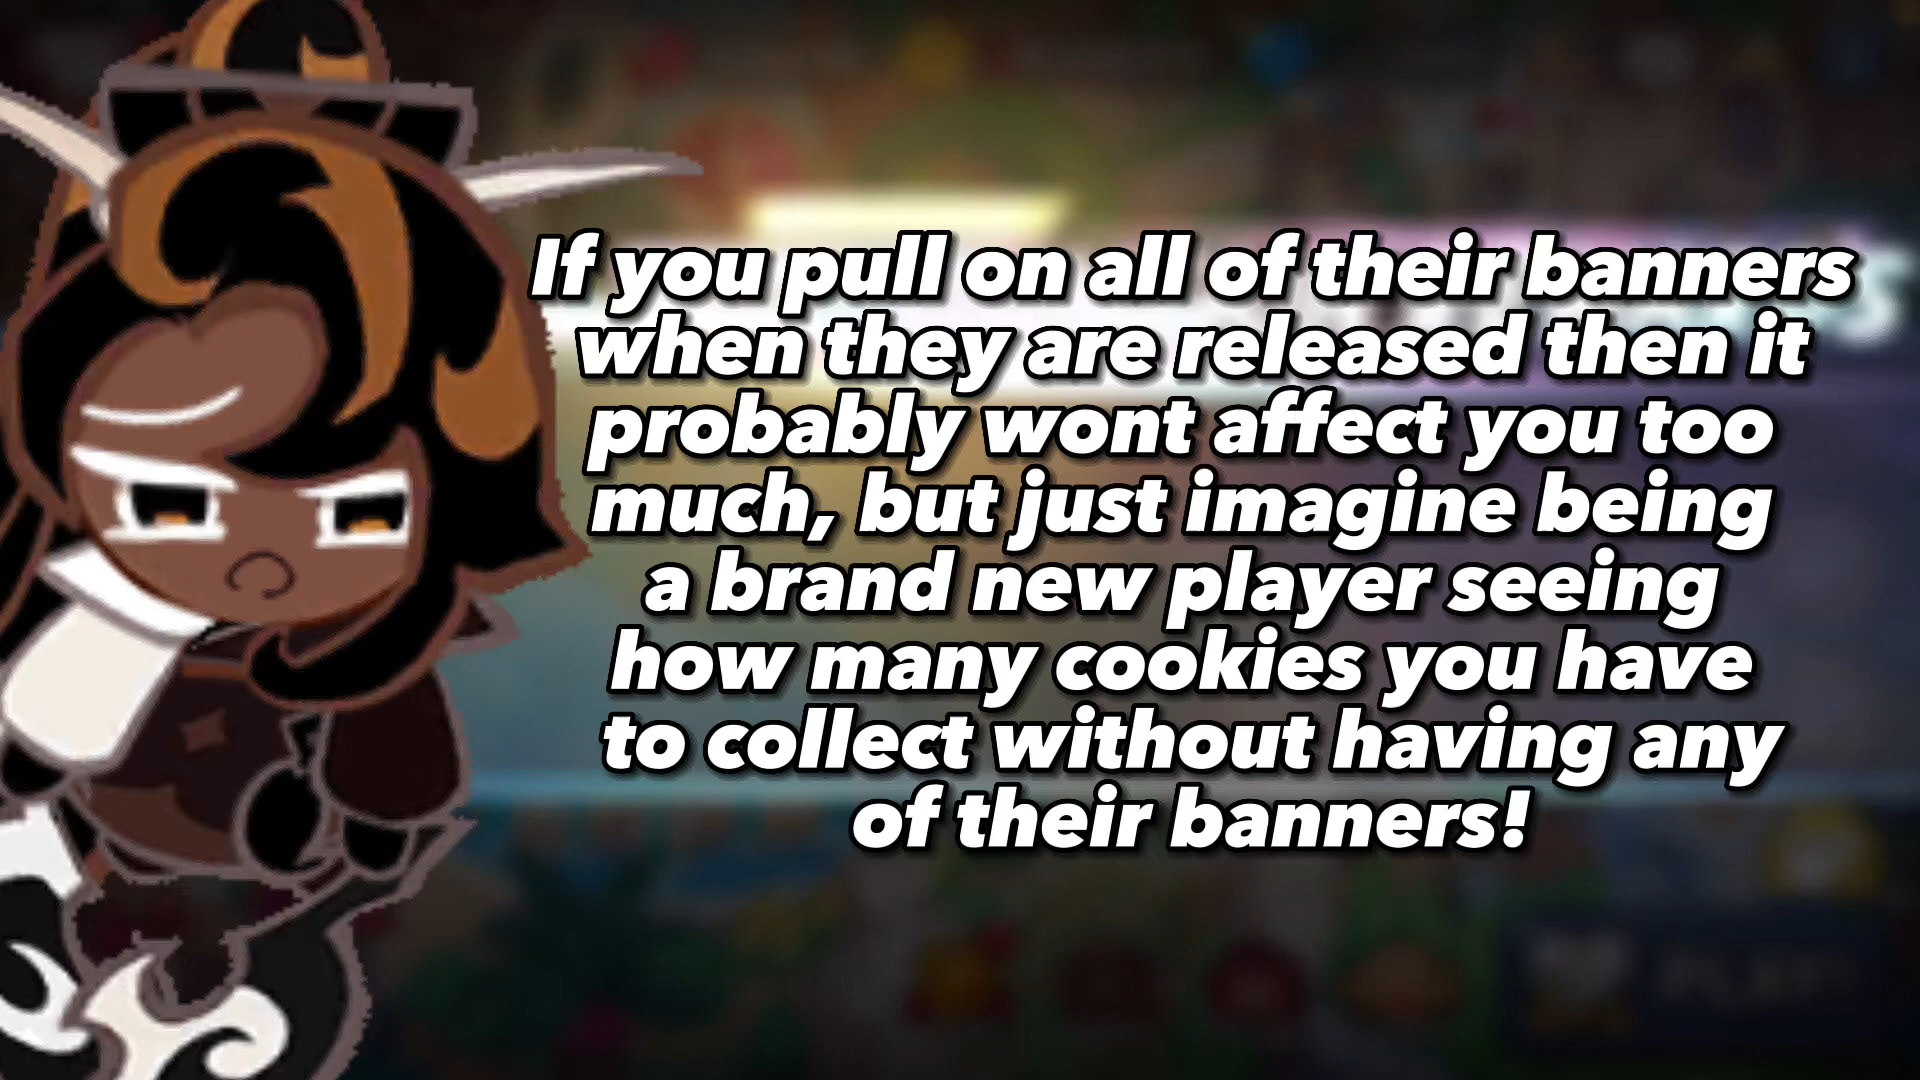 If you pull on all of their banners
when they are released then it
probably wont affect you too
much, but just imagine being
a brand new player seeing
how many cookies you have
to collect without having any
of their banners!